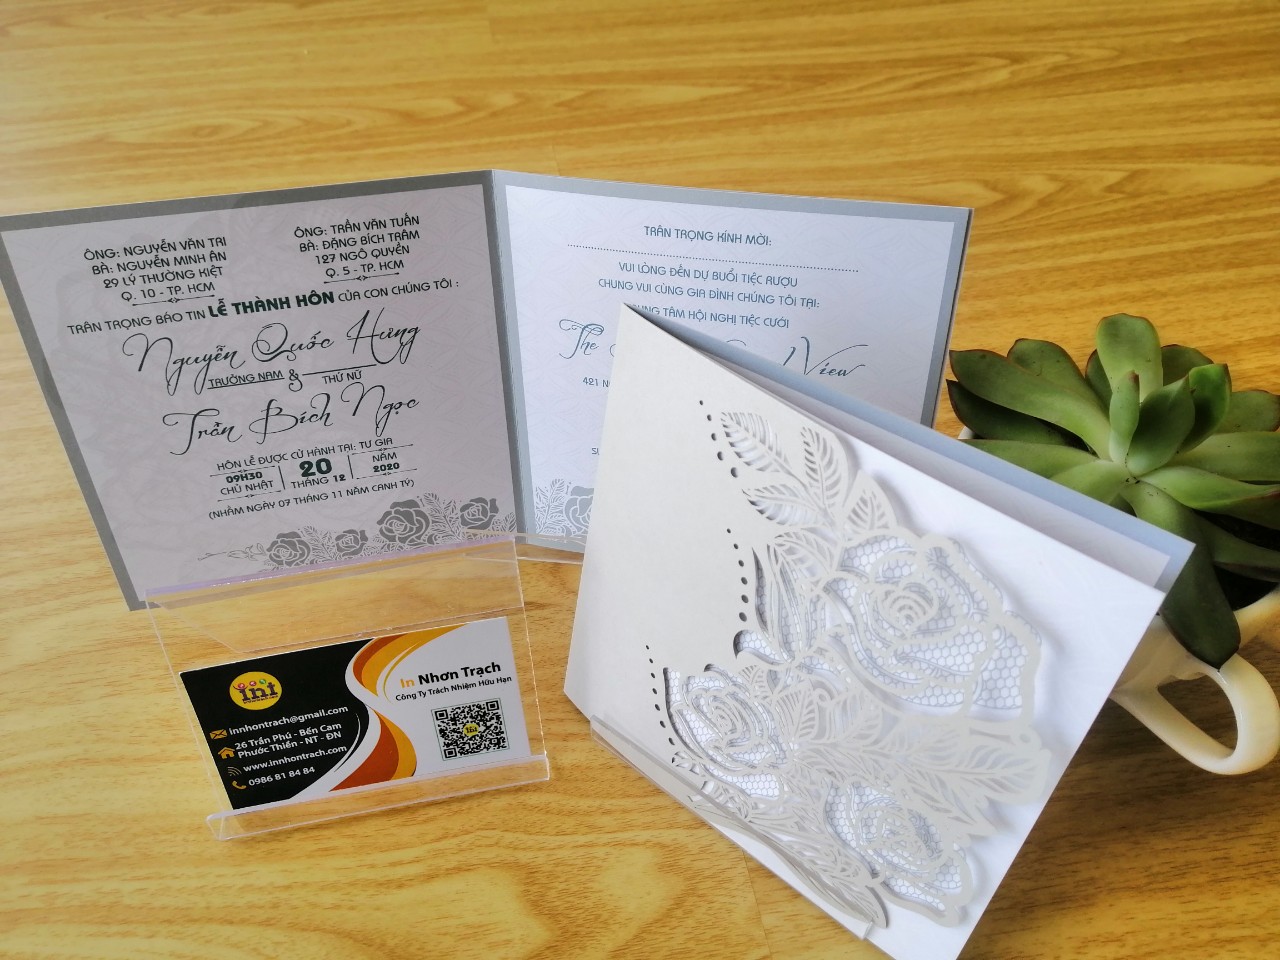 ÔNG: NGUYỄN VĂN TRI
BÀ: NGUYỄN MINH ÂN
29 LÝ THƯỜNG KIỆT
Q. 10 - TP. HCM
ÔNG: TRẦN VĂN TUẤN
BÀ: ĐẶNG BÍCH TRÂM
127 NGÔ QUYỀN
Q. 5 - TP. HCM
TRÂN TRỌNG BÁO TIN LỄ THÀNH HÔN CỦA CON CHÚNG TÔI :
Nguyễn Quốc Hưng
TRƯỞNG NAM & THỨ NỮ
Trần Bích Ngọc
HÔN LỄ ĐƯỢC CỬ HÀNH TẠI: TƯ GIA
09H30
CHỦ NHẬT
20
THÁNG 12
NĂM
2020
(NHẰM NGÀY 07 THÁNG 11 NĂM CANH TÝ)
TRÂN TRỌNG KÍNH MỜI:
VUI LÒNG ĐẾN DỰ BUỔI TIỆC RƯỢU
CHUNG VUI CÙNG GIA ĐÌNH CHÚNG TÔI TẠI:
TÂM HỘI NGHỊ TIỆC CƯỚI
The View
421
int
innhontrach@gmail.com
26 Trần Phú - Bến Cam
Phước Thiền - NT - ĐN
www.innhontrach.com
0986 81 84 84
In Nhơn Trạch
Công Ty Trách Nhiệm Hữu Hạn